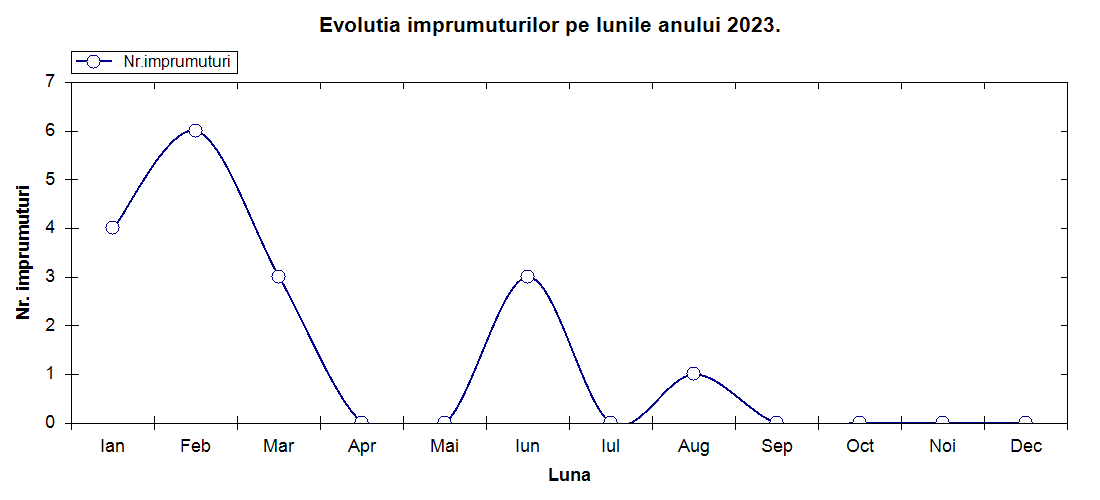 Evolutia imprumuturilor pe lunile anului 2023.
Nr.imprumuturi
7
6
5
4
3
2
1
0
Nr. imprumuturi
Ian Feb Mar Apr Mai Iun Iul Aug Sep Oct Noi Dec
Luna